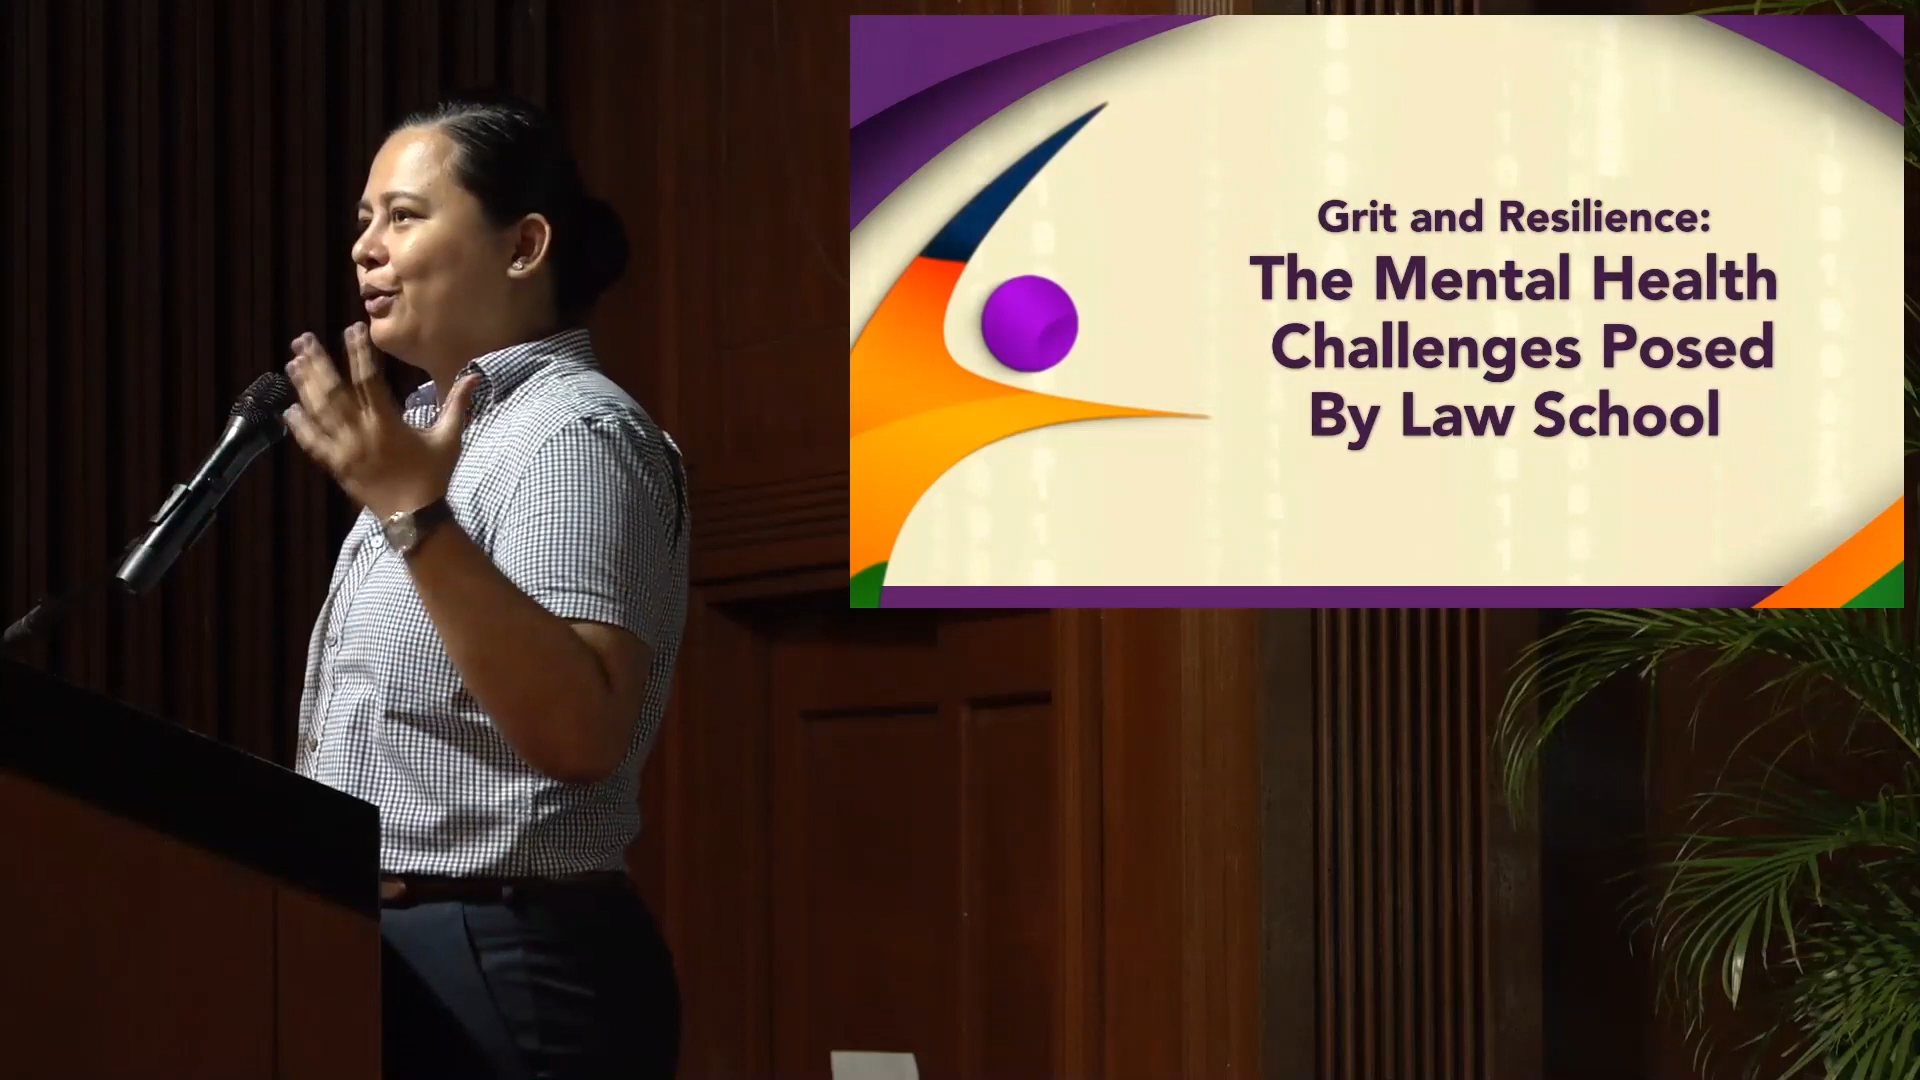 Grit and Resilience:
The Mental Health
Challenges Posed
By Law School